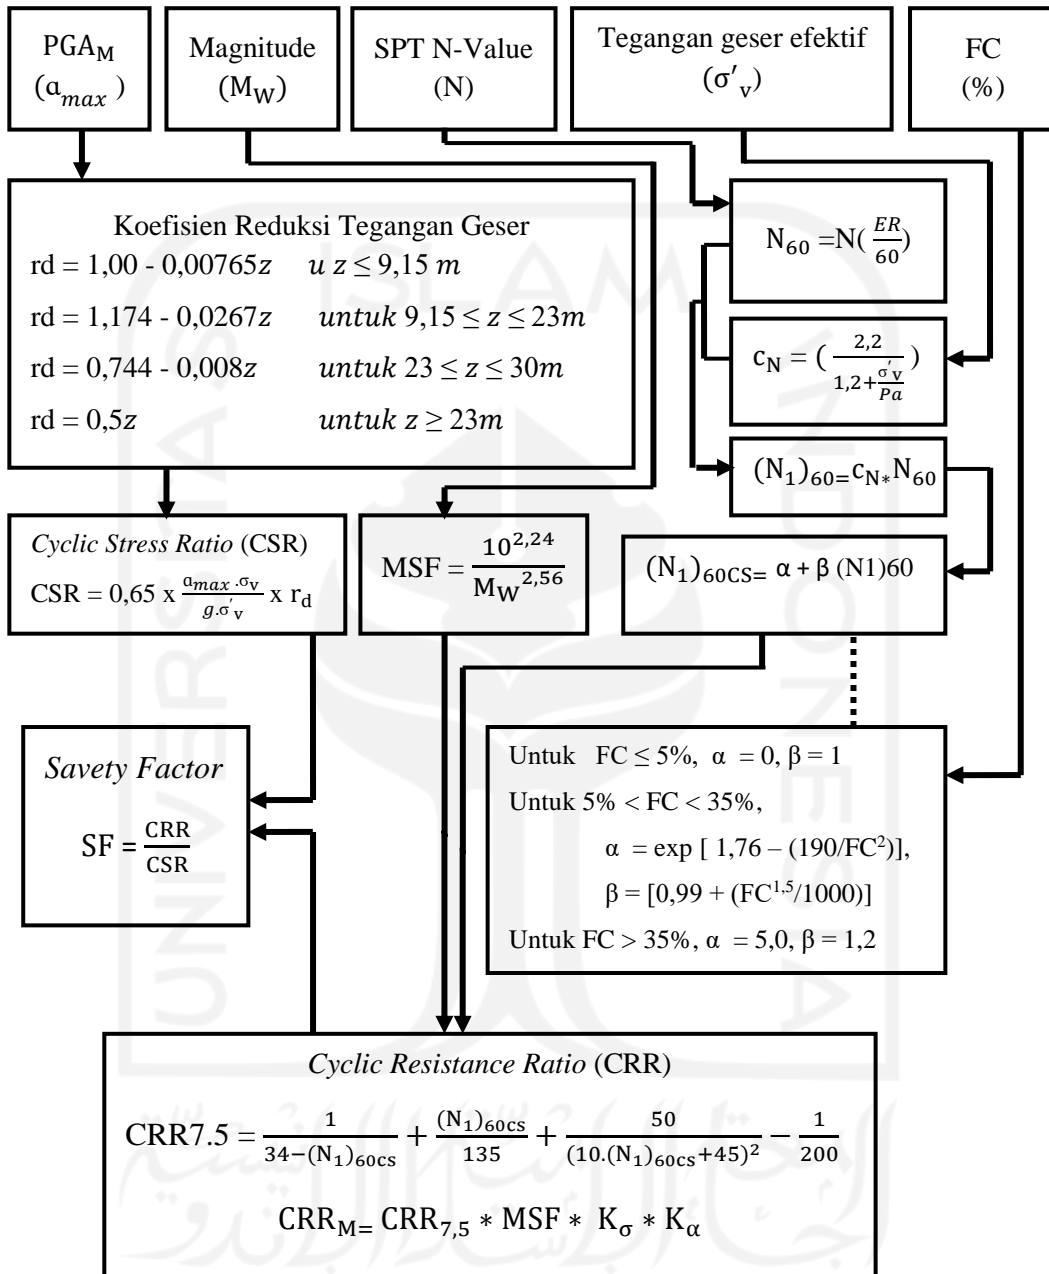 PGA_M
(a_max )
Magnitude
(M_W)
SPT N-Value
(N)
Tegangan geser efektif
(σ'_v)
FC
(%)
Koefisien Reduksi Tegangan Geser
rd = 1,00 - 0,00765z u z ≤ 9,15 m
rd = 1,174 - 0,0267z untuk 9,15 ≤ z ≤ 23m
rd = 0,744 - 0,008z untuk 23 ≤ z ≤ 30m
rd = 0,5z untuk z ≥ 23m
N_60 =N( ER/60 )
c_N = ( 2,2 / (1,2+ σ'_v/Pa) )
(N_1)_60= c_N* N_60
Cyclic Stress Ratio (CSR)
CSR = 0,65 x (a_max .σ_v)/(g.σ'_v) x r_d
MSF = 10^2,24 / M_W^2,56
(N_1)_60CS= α + β (N1)60
Savety Factor
SF = CRR/CSR
Untuk FC ≤ 5%, α = 0, β = 1
Untuk 5% < FC < 35%,
α = exp [ 1,76 – (190/FC²)],
β = [0,99 + (FC^1,5/1000)]
Untuk FC > 35%, α = 5,0, β = 1,2
Cyclic Resistance Ratio (CRR)
CRR7.5 = 1/(34−(N_1)_60CS) + (N_1)_60CS/135 + 50/(10.(N_1)_60CS+45)² − 1/200
CRR_M= CRR_7,5 * MSF * K_σ * K_α
UNIVERSITAS
ISLAM
INDONESIA